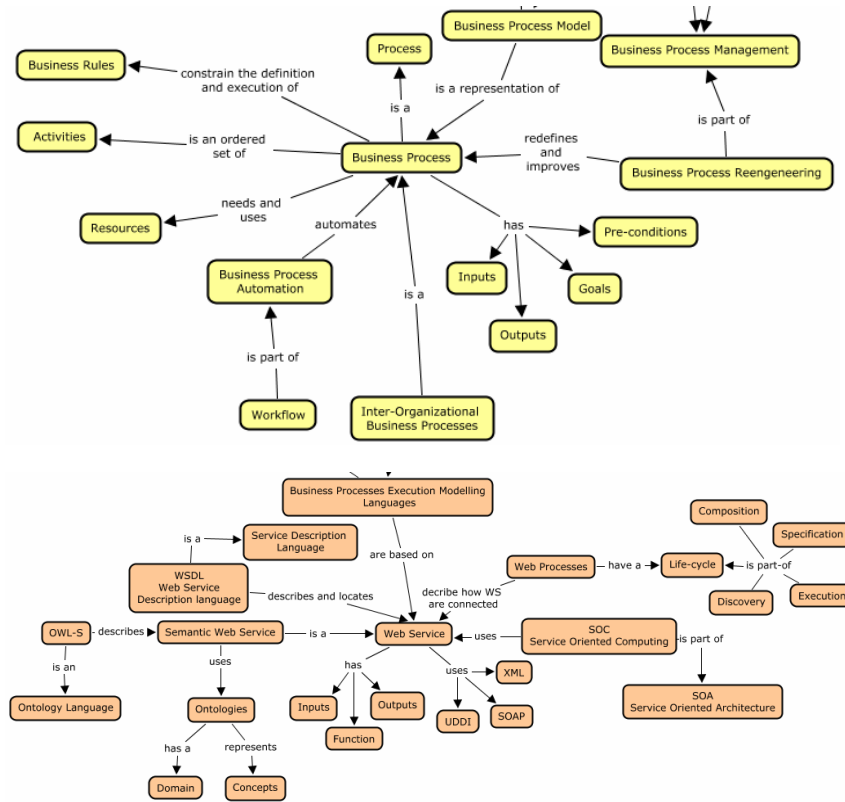 Business Process Model
Process
Business Process Management
Business Rules
constrain the definition
and execution of
is a representation of
is a
is part of
Activities
is an ordered
set of
redefines
and
improves
Business Process
Business Process Reengeneering
needs and
uses
Resources
automates
has
Pre-conditions
Business Process
Automation
Inputs
Goals
is a
Outputs
is part of
Workflow
Inter-Organizational
Business Processes
Business Processes Execution Modelling
Languages
Composition
Specification
is a
Service Description
Language
are based on
Web Processes
have a
Life-cycle
is part-of
WSDL
Web Service
Description language
describes and locates
decribe how WS
are connected
Discovery
Execution
OWL-S
describes
Semantic Web Service
is a
Web Service
uses
SOC
Service Oriented Computing
is part of
is an
uses
has
uses
XML
Ontology Language
Ontologies
Inputs
Outputs
UDDI
SOAP
SOA
Service Oriented Architecture
Function
has a
represents
Domain
Concepts